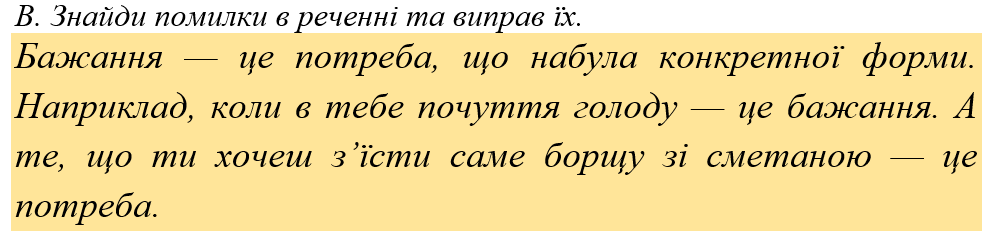 В. Знайди помилки в реченні та виправ їх.
Бажання — це потреба, що набула конкретної форми.
Наприклад, коли в тебе почуття голоду — це бажання. А
те, що ти хочеш з’їсти саме борщу зі сметаною — це
потреба.